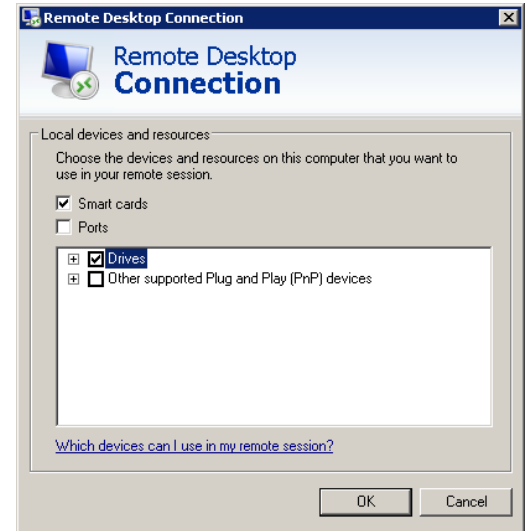 Remote Desktop Connection
Remote Desktop
Connection
Local devices and resources
Choose the devices and resources on this computer that you want to
use in your remote session.
Smart cards
Ports
Drives
Other supported Plug and Play (PnP) devices
Which devices can I use in my remote session?
OK Cancel